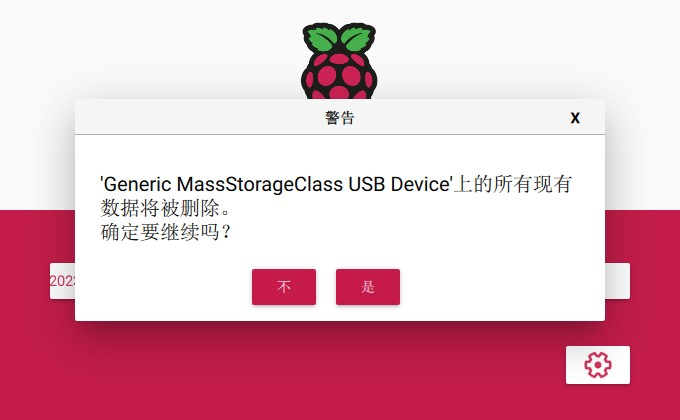 警告
X
'Generic MassStorageClass USB Device'上的所有现有
数据将被删除。
确定要继续吗？
不
是